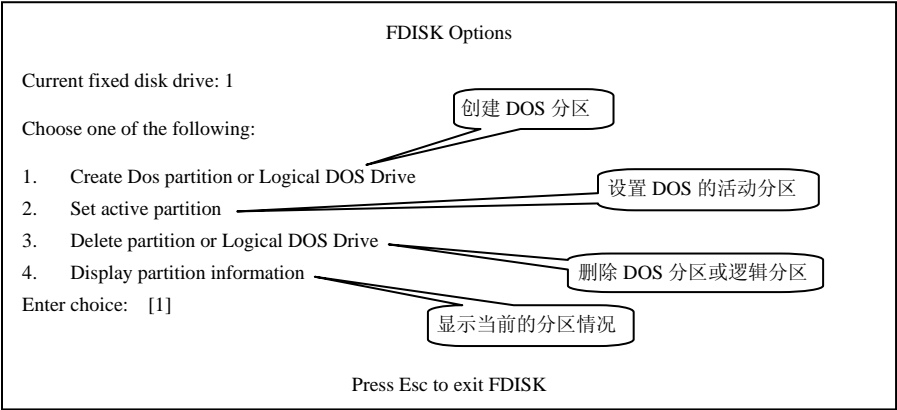 FDISK Options
Current fixed disk drive: 1
创建 DOS 分区
Choose one of the following:
1. Create Dos partition or Logical DOS Drive
设置 DOS 的活动分区
2. Set active partition
3. Delete partition or Logical DOS Drive
删除 DOS 分区或逻辑分区
4. Display partition information
Enter choice: [1]
显示当前的分区情况
Press Esc to exit FDISK